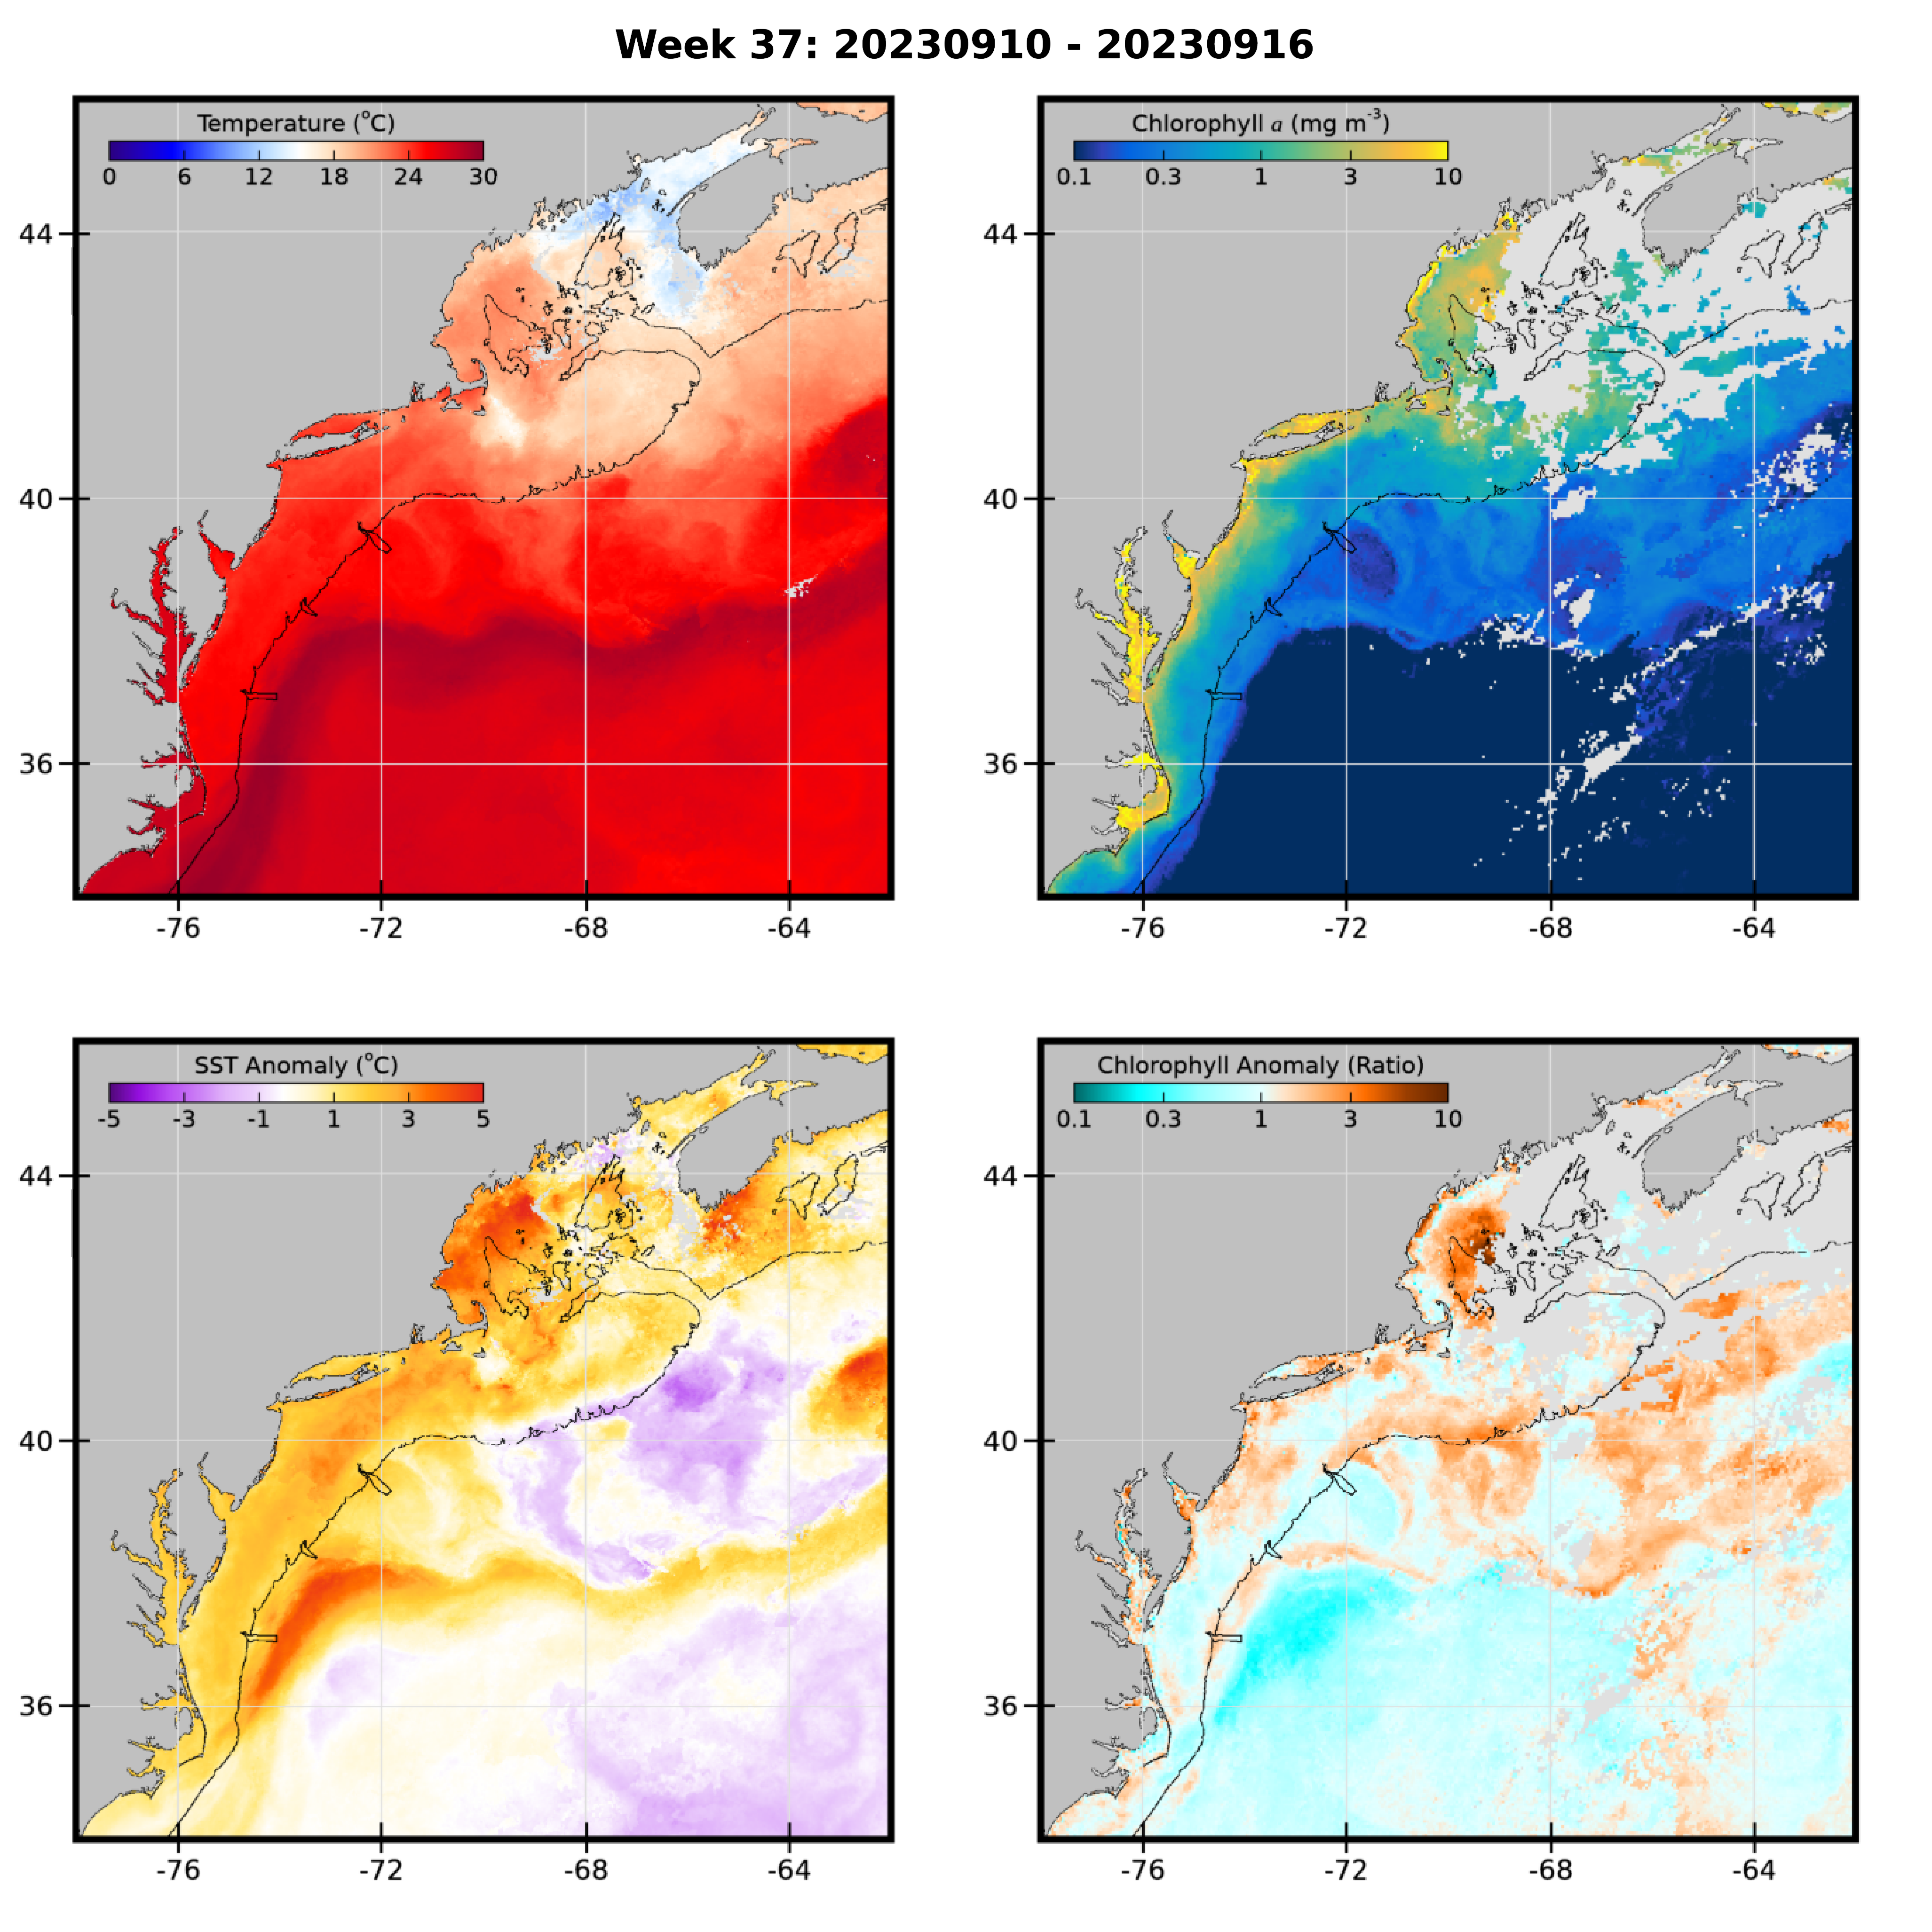 Week 37: 20230910 - 20230916
Temperature (°C)
0 6 12 18 24 30
44
40
36
-76 -72 -68 -64
Chlorophyll a (mg m⁻³)
0.1 0.3 1 3 10
44
40
36
-76 -72 -68 -64
SST Anomaly (°C)
-5 -3 -1 1 3 5
44
40
36
-76 -72 -68 -64
Chlorophyll Anomaly (Ratio)
0.1 0.3 1 3 10
44
40
36
-76 -72 -68 -64